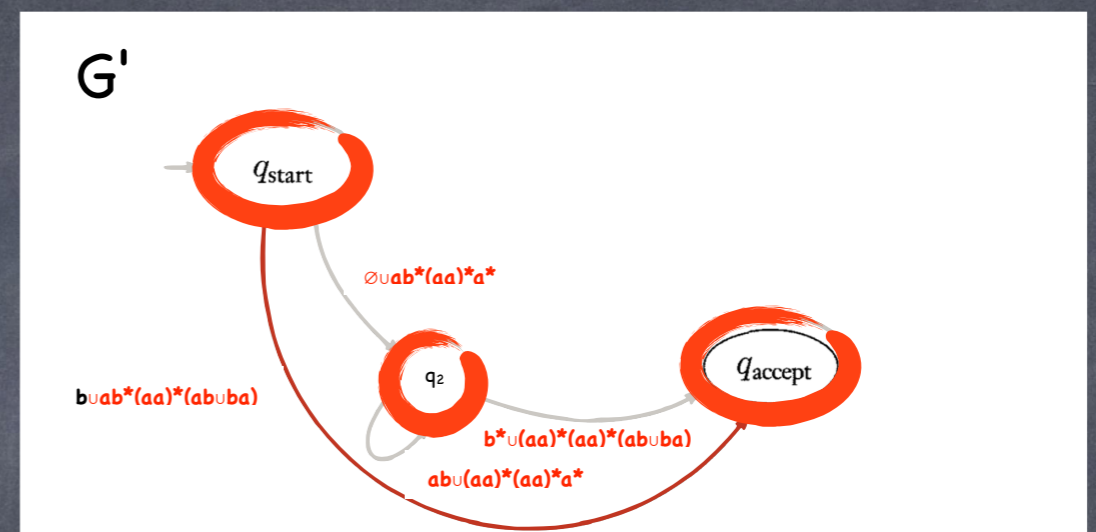 G'
qstart
∅∪ab*(aa)*a*
q2
qaccept
b∪ab*(aa)*(ab∪ba)
b*∪(aa)*(aa)*(ab∪ba)
ab∪(aa)*(aa)*a*